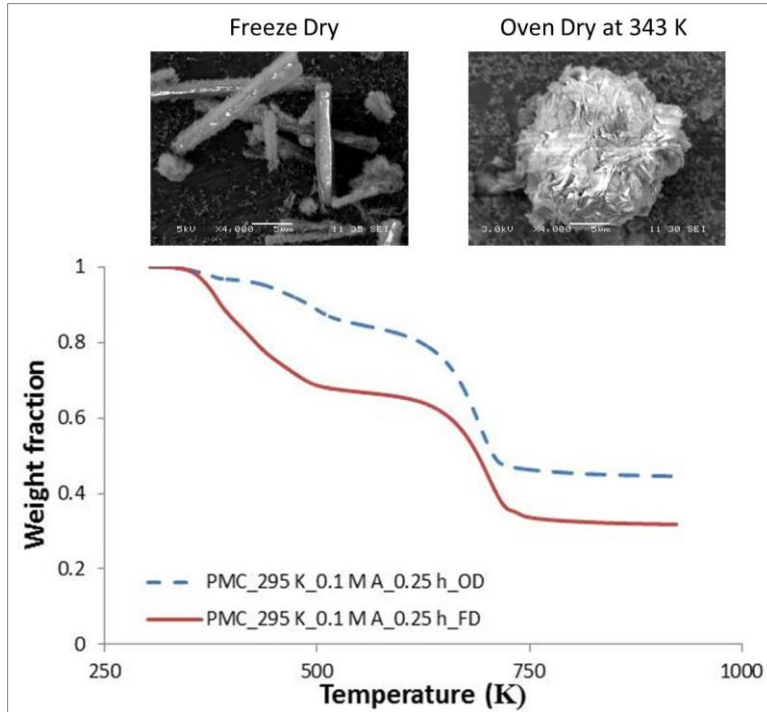 Freeze Dry
Oven Dry at 343 K
5kV X4,000 5μm 11 35 SEI
3.0kV X4,000 5μm 11 30 SEI
1
0.8
0.6
0.4
0.2
0
Weight fraction
PMC_295 K_0.1 M A_0.25 h_OD
PMC_295 K_0.1 M A_0.25 h_FD
250
500
750
1000
Temperature (K)